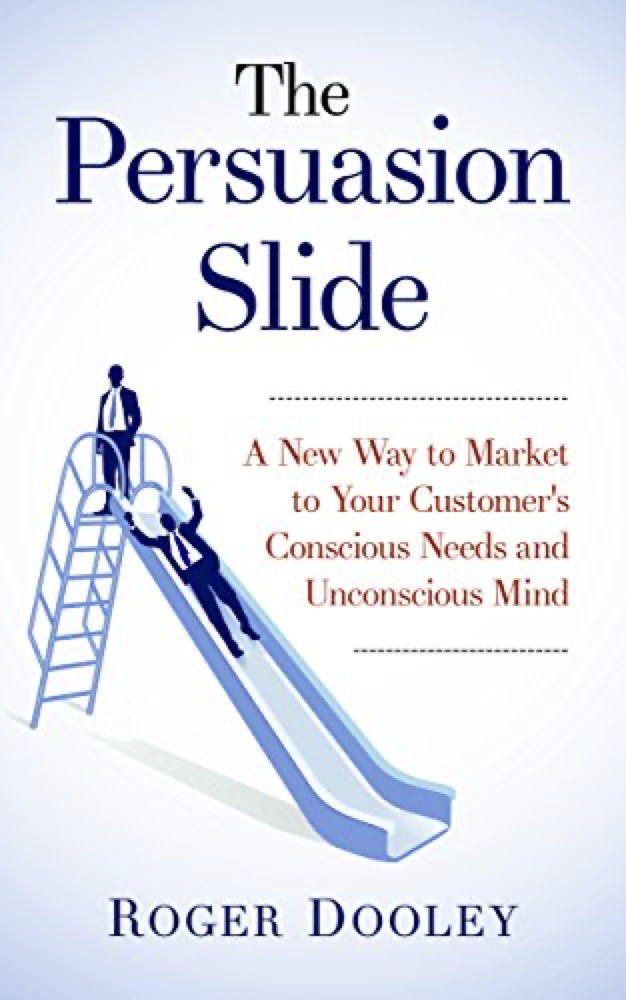 The
Persuasion
Slide
A New Way to Market
to Your Customer's
Conscious Needs and
Unconscious Mind
ROGER DOOLEY